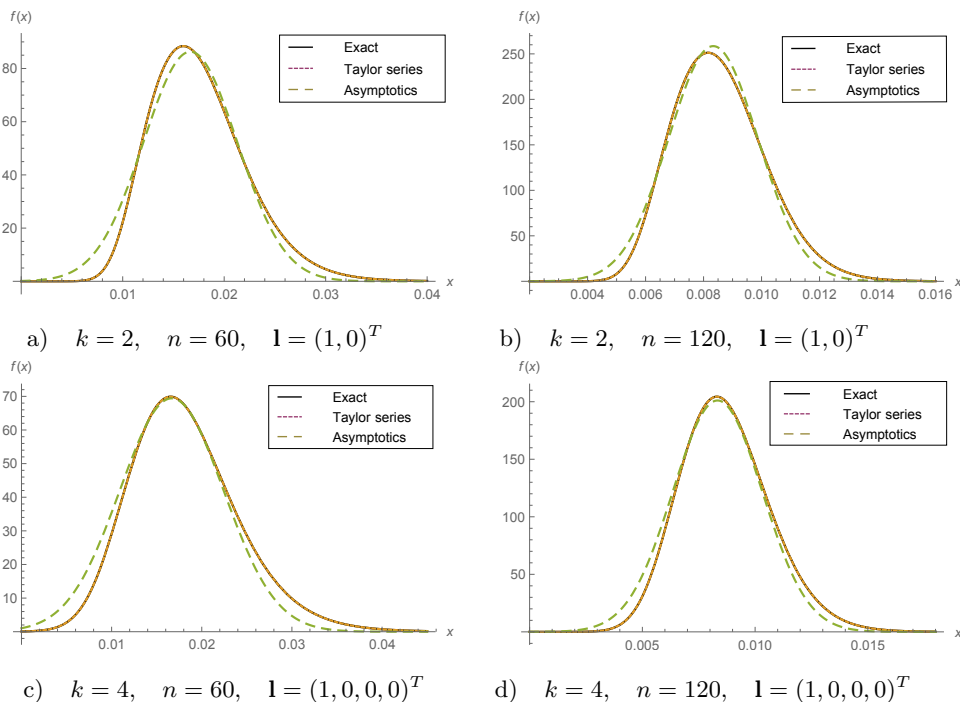 f(x)
80
60
40
20
0.01 0.02 0.03 0.04 x
Exact
Taylor series
Asymptotics
a) k = 2, n = 60, l = (1, 0)^T
f(x)
250
200
150
100
50
0.004 0.006 0.008 0.010 0.012 0.014 0.016 x
Exact
Taylor series
Asymptotics
b) k = 2, n = 120, l = (1, 0)^T
f(x)
70
60
50
40
30
20
10
0.01 0.02 0.03 0.04 x
Exact
Taylor series
Asymptotics
c) k = 4, n = 60, l = (1, 0, 0, 0)^T
f(x)
200
150
100
50
0.005 0.010 0.015 x
Exact
Taylor series
Asymptotics
d) k = 4, n = 120, l = (1, 0, 0, 0)^T